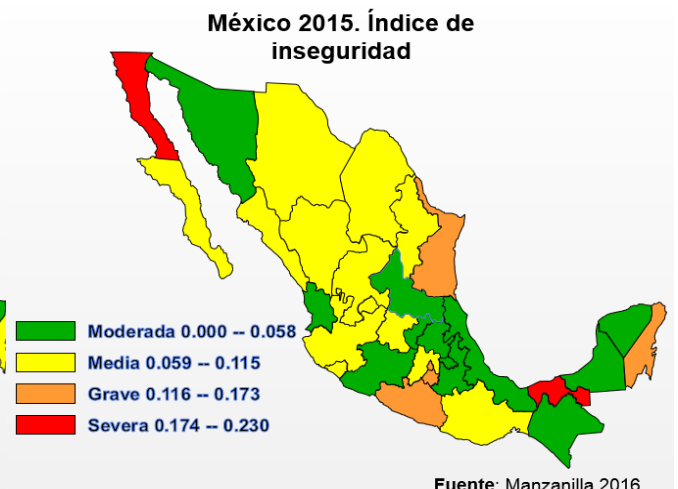 México 2015. Índice de
inseguridad
Moderada 0.000 -- 0.058
Media 0.059 -- 0.115
Grave 0.116 -- 0.173
Severa 0.174 -- 0.230
Fuente: Manzanilla 2016